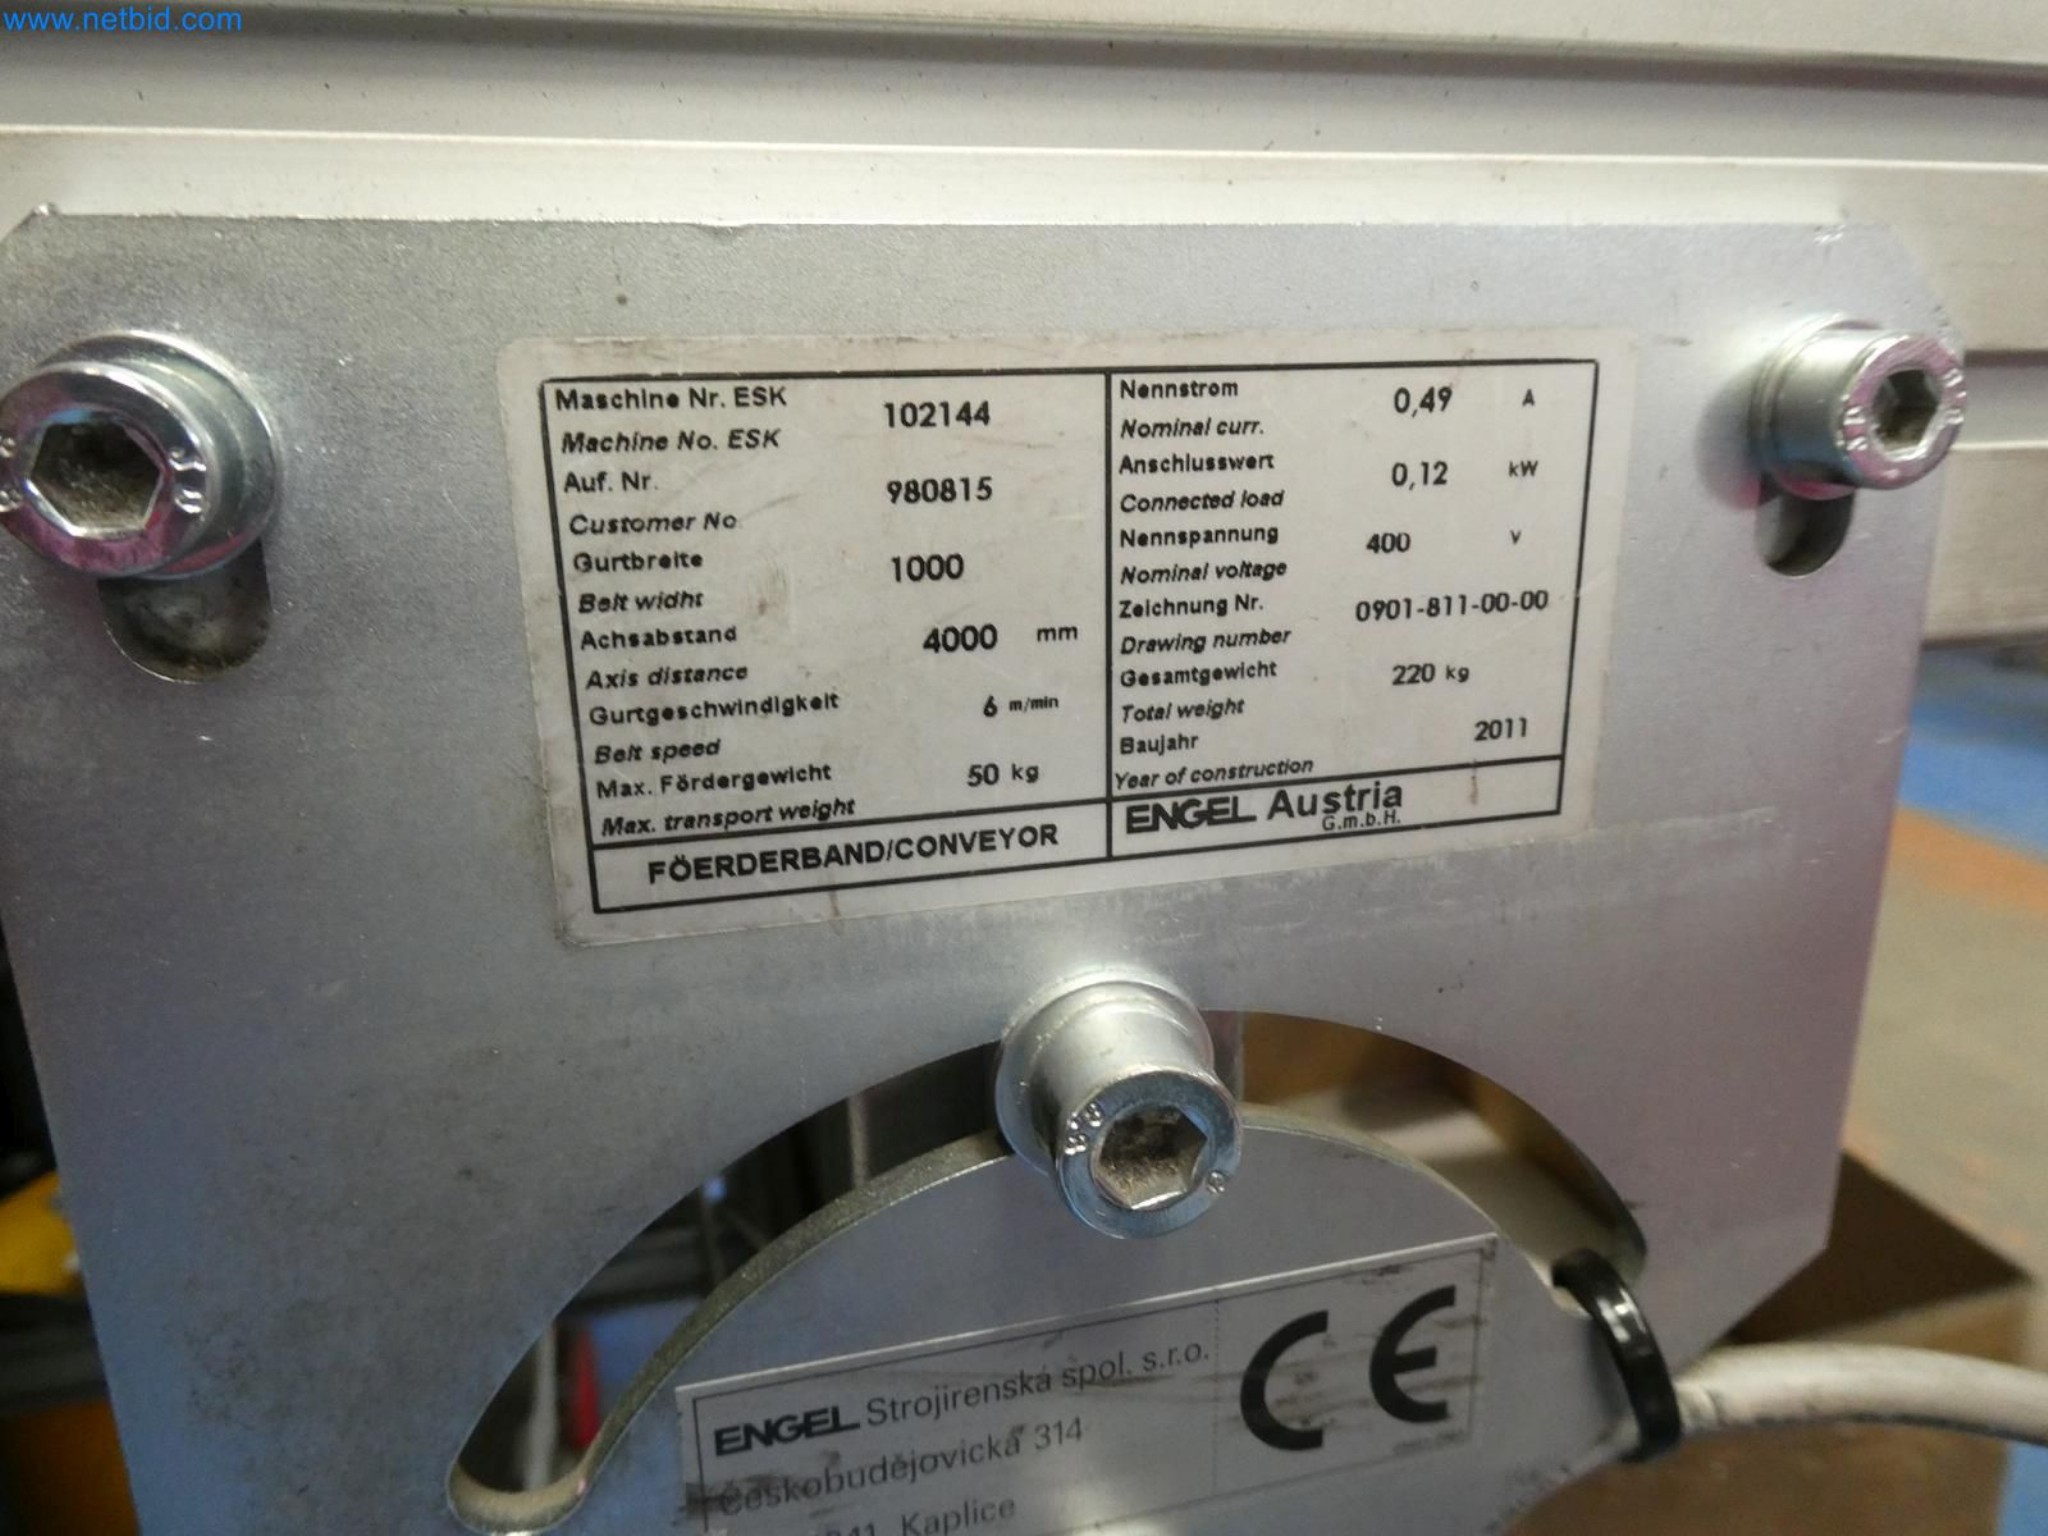 www.netbid.com
Maschine Nr. ESK 102144
Machine No. ESK
Auf. Nr. 980815
Customer No
Gurtbreite 1000
Belt widht
Achsabstand 4000 mm
Axis distance
Gurtgeschwindigkeit 6 m/min
Belt speed
Max. Fördergewicht 50 kg
Max. transport weight
FÖERDERBAND/CONVEYOR
Nennstrom 0,49 A
Nominal curr.
Anschlusswert 0,12 kW
Connected load
Nennspannung 400 V
Nominal voltage
Zeichnung Nr. 0901-811-00-00
Drawing number
Gesamtgewicht 220 kg
Total weight
Baujahr 2011
Year of construction
ENGEL Austria
G.m.b.H.
8.8
ENGEL Strojírenská spol. s.r.o.
Českobudějovická 314
Kaplice
CE